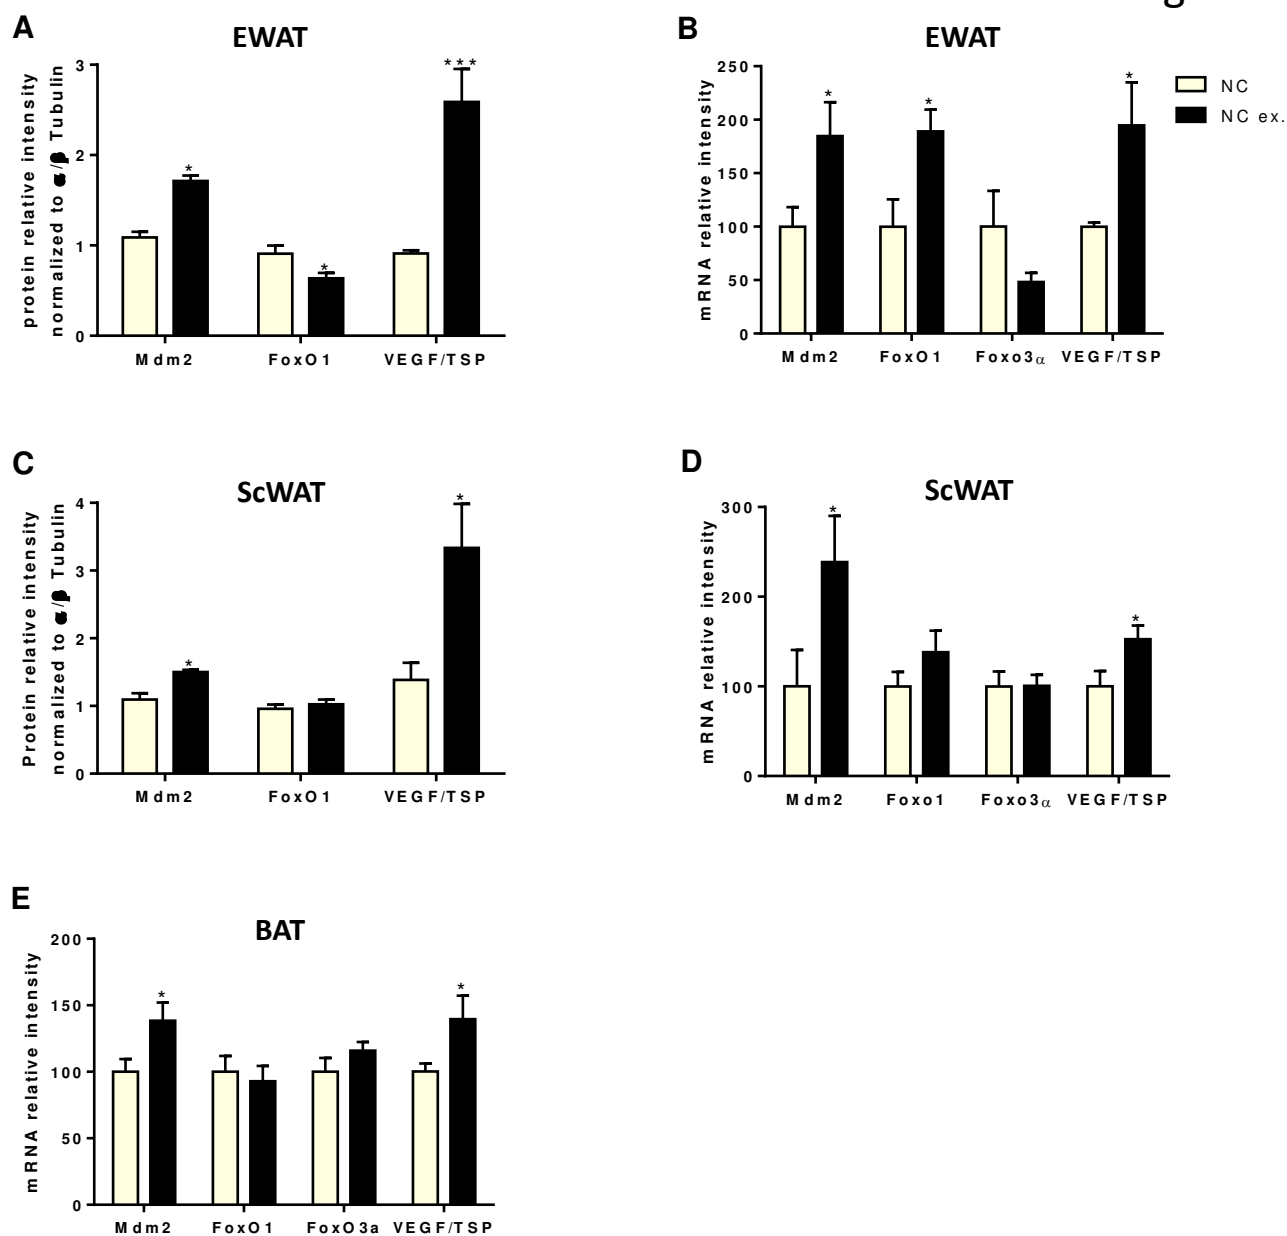 g
A
EWAT
protein relative intensity
normalized to α/β Tubulin
3
2
1
0
***
*
*
Mdm2 FoxO1 VEGF/TSP
B
EWAT
mRNA relative intensity
250
200
150
100
50
0
* * *
Mdm2 FoxO1 Foxo3α VEGF/TSP
NC
NC ex.
C
ScWAT
Protein relative intensity
normalized to α/β Tubulin
4
3
2
1
0
*
*
Mdm2 FoxO1 VEGF/TSP
D
ScWAT
mRNA relative intensity
300
200
100
0
*
*
Mdm2 Foxo1 Foxo3α VEGF/TSP
E
BAT
mRNA relative intensity
200
150
100
50
0
* *
Mdm2 FoxO1 FoxO3a VEGF/TSP